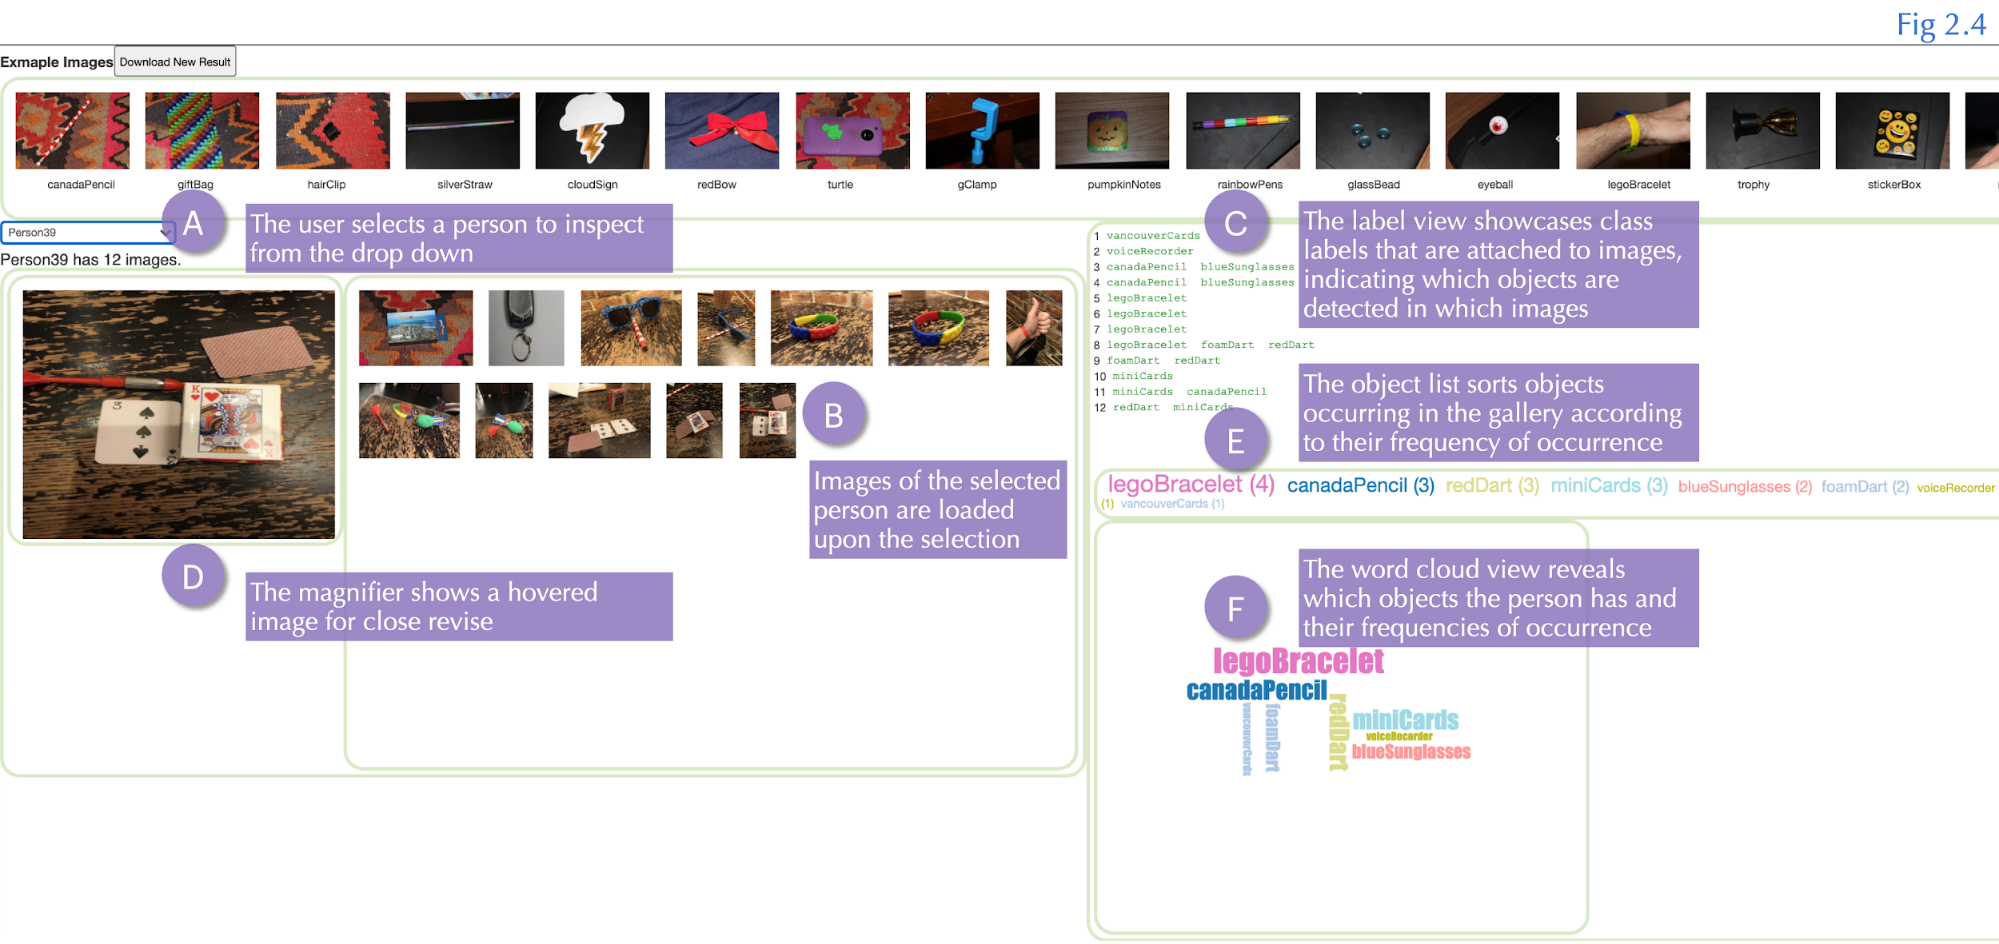 Fig 2.4
Exmaple Images Download New Result
canadaPencil giftBag hairClip silverStraw cloudSign redBow turtle gClamp pumpkinNotes rainbowPens glassBead eyeball legoBracelet trophy stickerBox
Person39
Person39 has 12 images.
A
The user selects a person to inspect
from the drop down
K
3
K
B
Images of the selected
person are loaded
upon the selection
D
The magnifier shows a hovered
image for close revise
1 vancouverCards
2 voiceRecorder
3 canadaPencil blueSunglasses
4 canadaPencil blueSunglasses
5 legoBracelet
6 legoBracelet
7 legoBracelet
8 legoBracelet foamDart redDart
9 foamDart redDart
10 miniCards
11 miniCards canadaPencil
12 redDart miniCards
C
The label view showcases class
labels that are attached to images,
indicating which objects are
detected in which images
E
The object list sorts objects
occurring in the gallery according
to their frequency of occurrence
legoBracelet (4) canadaPencil (3) redDart (3) miniCards (3) blueSunglasses (2) foamDart (2) voiceRecorder
(1) vancouverCards (1)
F
The word cloud view reveals
which objects the person has and
their frequencies of occurrence
legoBracelet
canadaPencil
vancouverCards
foamDart
redDart
miniCards
voiceRecorder
blueSunglasses